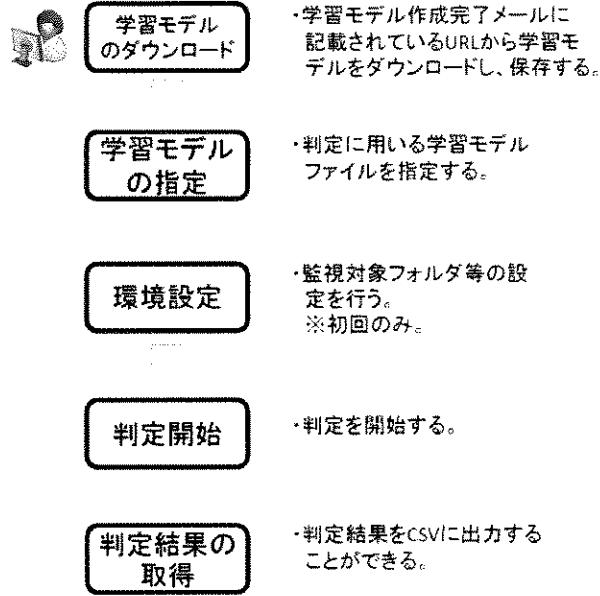 学習モデル
のダウンロード
・学習モデル作成完了メールに
記載されているURLから学習モ
デルをダウンロードし、保存する。
学習モデル
の指定
・判定に用いる学習モデル
ファイルを指定する。
環境設定
・監視対象フォルダ等の設
定を行う。
※初回のみ。
判定開始
・判定を開始する。
判定結果の
取得
・判定結果をCSVに出力する
ことができる。